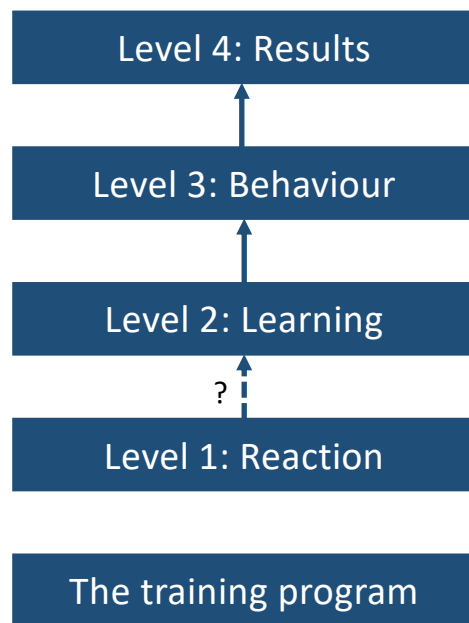 Level 4: Results
Level 3: Behaviour
Level 2: Learning
?
Level 1: Reaction
The training program